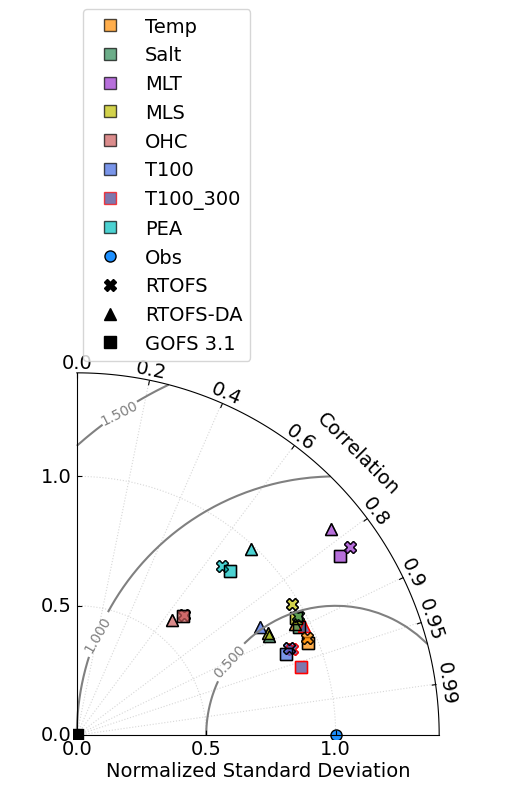 Temp
Salt
MLT
MLS
OHC
T100
T100_300
PEA
Obs
RTOFS
RTOFS-DA
GOFS 3.1
0.0
0.2
0.4
0.6
Correlation
0.8
0.9
0.95
0.99
1.500
1.0
0.5
1.000
0.500
0.0
0.0
0.5
1.0
Normalized Standard Deviation